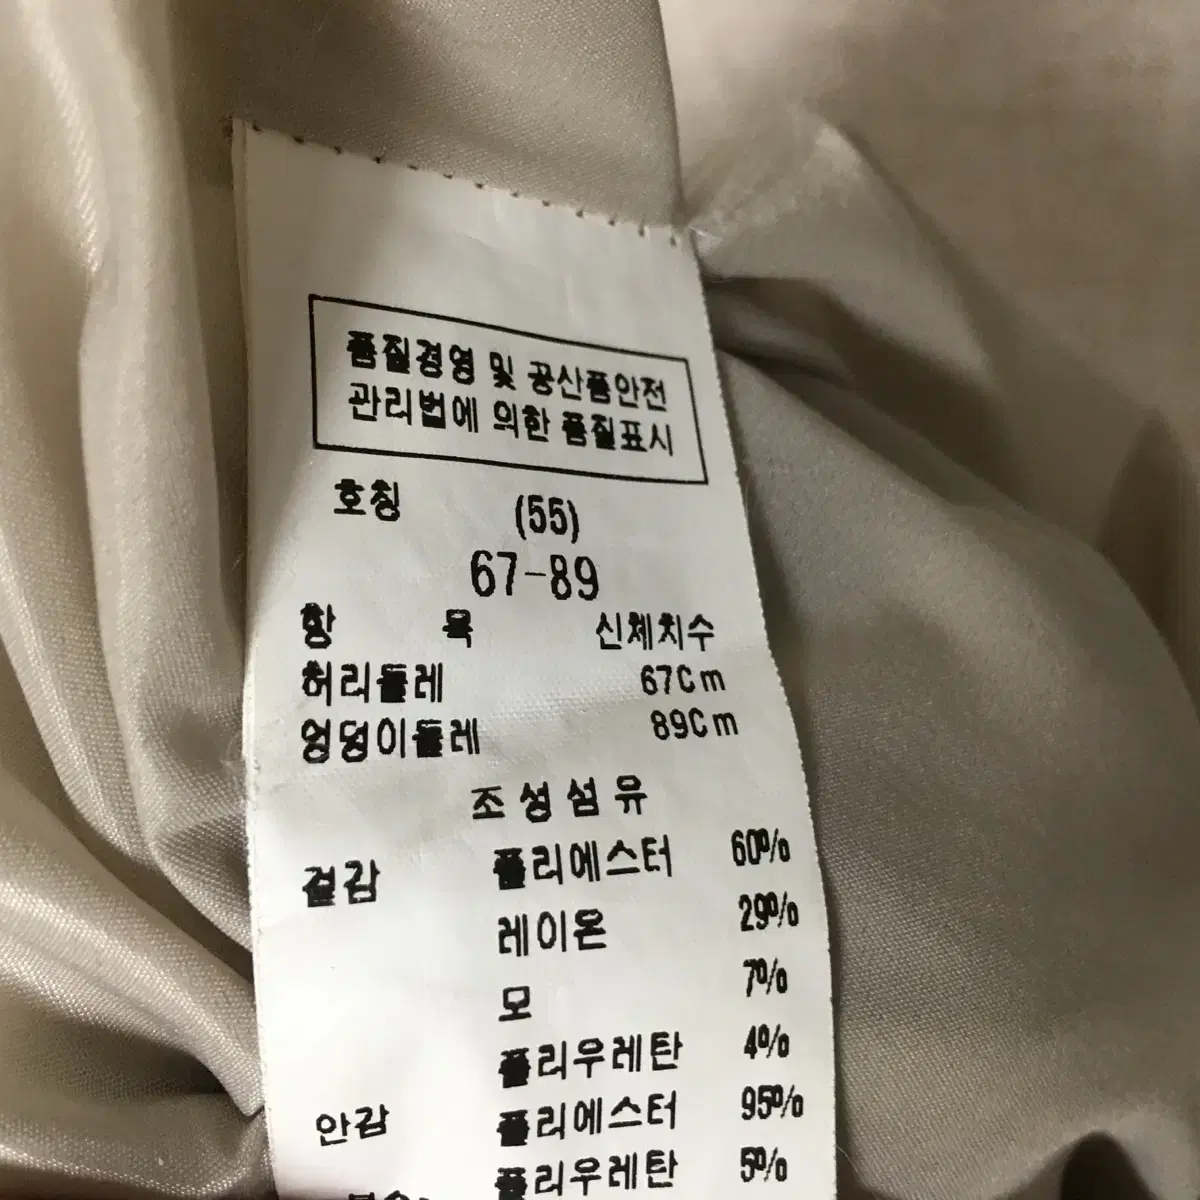 품질경영 및 공산품안전
관리법에 의한 품질표시
호칭 (55)
67-89
항 목 신체치수
허리둘레 67Cm
엉덩이둘레 89Cm
조성섬유
겉감 폴리에스터 60%
레이온 29%
모 7%
폴리우레탄 4%
안감 폴리에스터 95%
폴리우레탄 5%